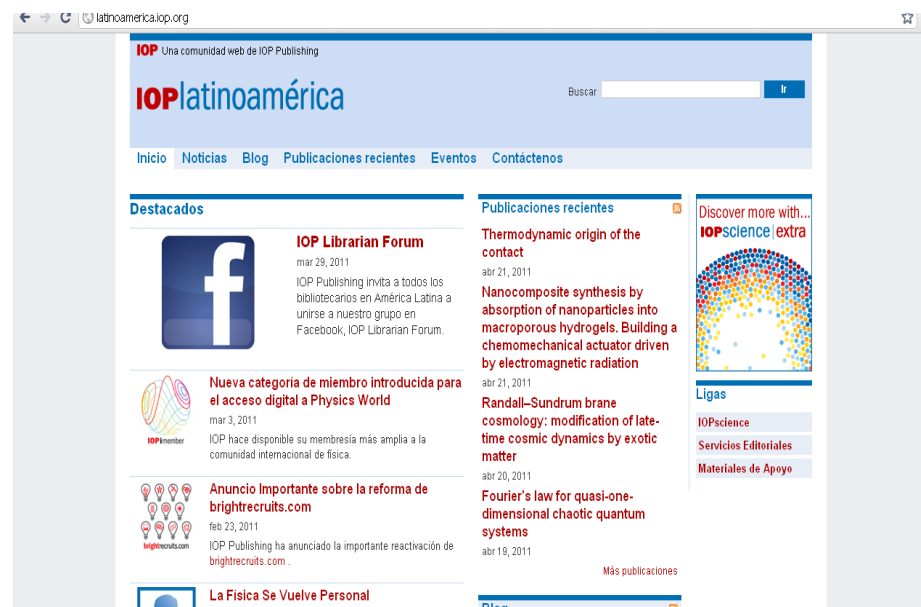 latinoamerica.iop.org
IOP Una comunidad web de IOP Publishing
IOPlatinoamérica
Buscar
Ir
Inicio Noticias Blog Publicaciones recientes Eventos Contáctenos
Destacados
IOP Librarian Forum
mar 29, 2011
IOP Publishing invita a todos los
bibliotecarios en América Latina a
unirse a nuestro grupo en
Facebook, IOP Librarian Forum.
Nueva categoría de miembro introducida para
el acceso digital a Physics World
mar 3, 2011
IOP hace disponible su membresía más amplia a la
comunidad internacional de física.
IOPimember
Anuncio Importante sobre la reforma de
brightrecruits.com
feb 23, 2011
IOP Publishing ha anunciado la importante reactivación de
brightrecruits.com .
brightrecruits.com
La Fisica Se Vuelve Personal
Publicaciones recientes
Thermodynamic origin of the
contact
abr 21, 2011
Nanocomposite synthesis by
absorption of nanoparticles into
macroporous hydrogels. Building a
chemomechanical actuator driven
by electromagnetic radiation
abr 21, 2011
Randall–Sundrum brane
cosmology: modification of late-
time cosmic dynamics by exotic
matter
abr 20, 2011
Fourier's law for quasi-one-
dimensional chaotic quantum
systems
abr 19, 2011
Más publicaciones
Blog
Discover more with...
IOPscience extra
Ligas
IOPscience
Servicios Editoriales
Materiales de Apoyo